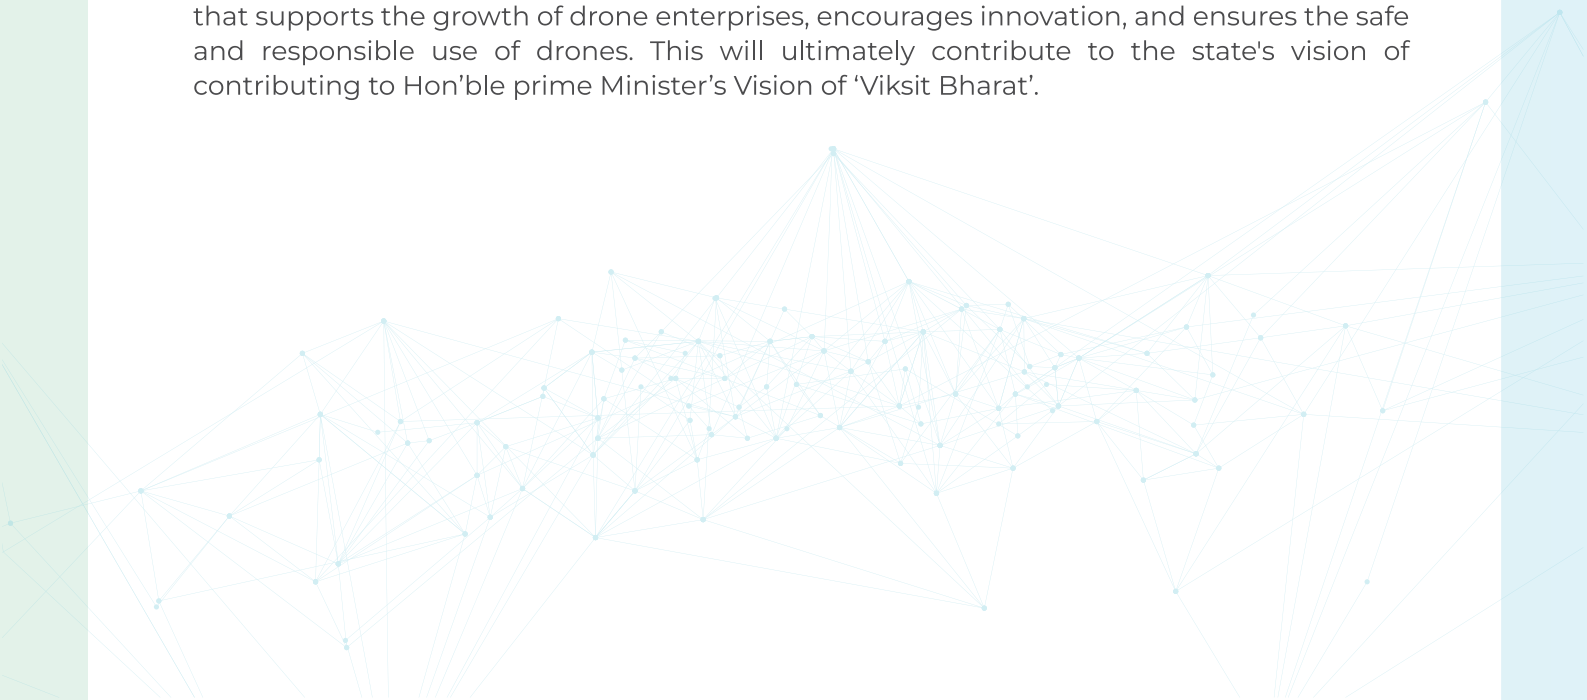 that supports the growth of drone enterprises, encourages innovation, and ensures the safe
and responsible use of drones. This will ultimately contribute to the state's vision of
contributing to Hon’ble prime Minister’s Vision of ‘Viksit Bharat’.